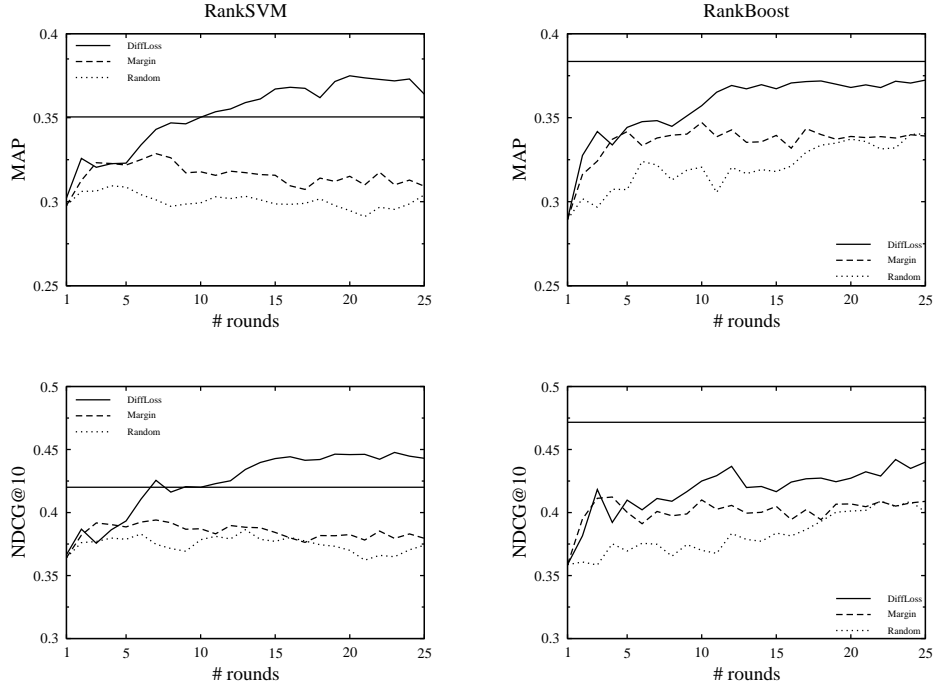 RankSVM
0.4
DiffLoss
Margin
Random
0.35
MAP
0.3
0.25
1 5 10 15 20 25
# rounds
RankBoost
0.4
0.35
MAP
0.3
DiffLoss
Margin
Random
0.25
1 5 10 15 20 25
# rounds
0.5
DiffLoss
Margin
Random
0.45
NDCG@10
0.4
0.35
0.3
1 5 10 15 20 25
# rounds
0.5
0.45
NDCG@10
0.4
0.35
DiffLoss
Margin
Random
0.3
1 5 10 15 20 25
# rounds